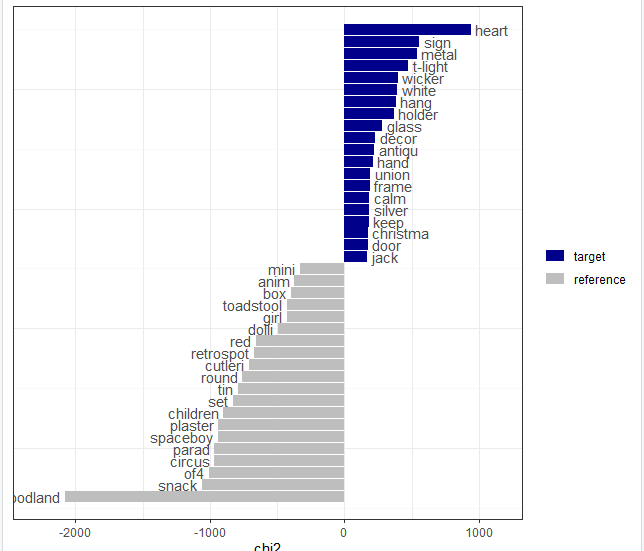 heart
sign
metal
t-light
wicker
white
hang
holder
glass
decor
antiqu
hand
union
frame
calm
silver
keep
christma
door
jack
mini
anim
box
toadstool
girl
dolli
red
retrospot
cutleri
round
tin
set
children
plaster
spaceboy
parad
circus
of4
snack
oodland
-2000 -1000 0 1000
chi2
target
reference